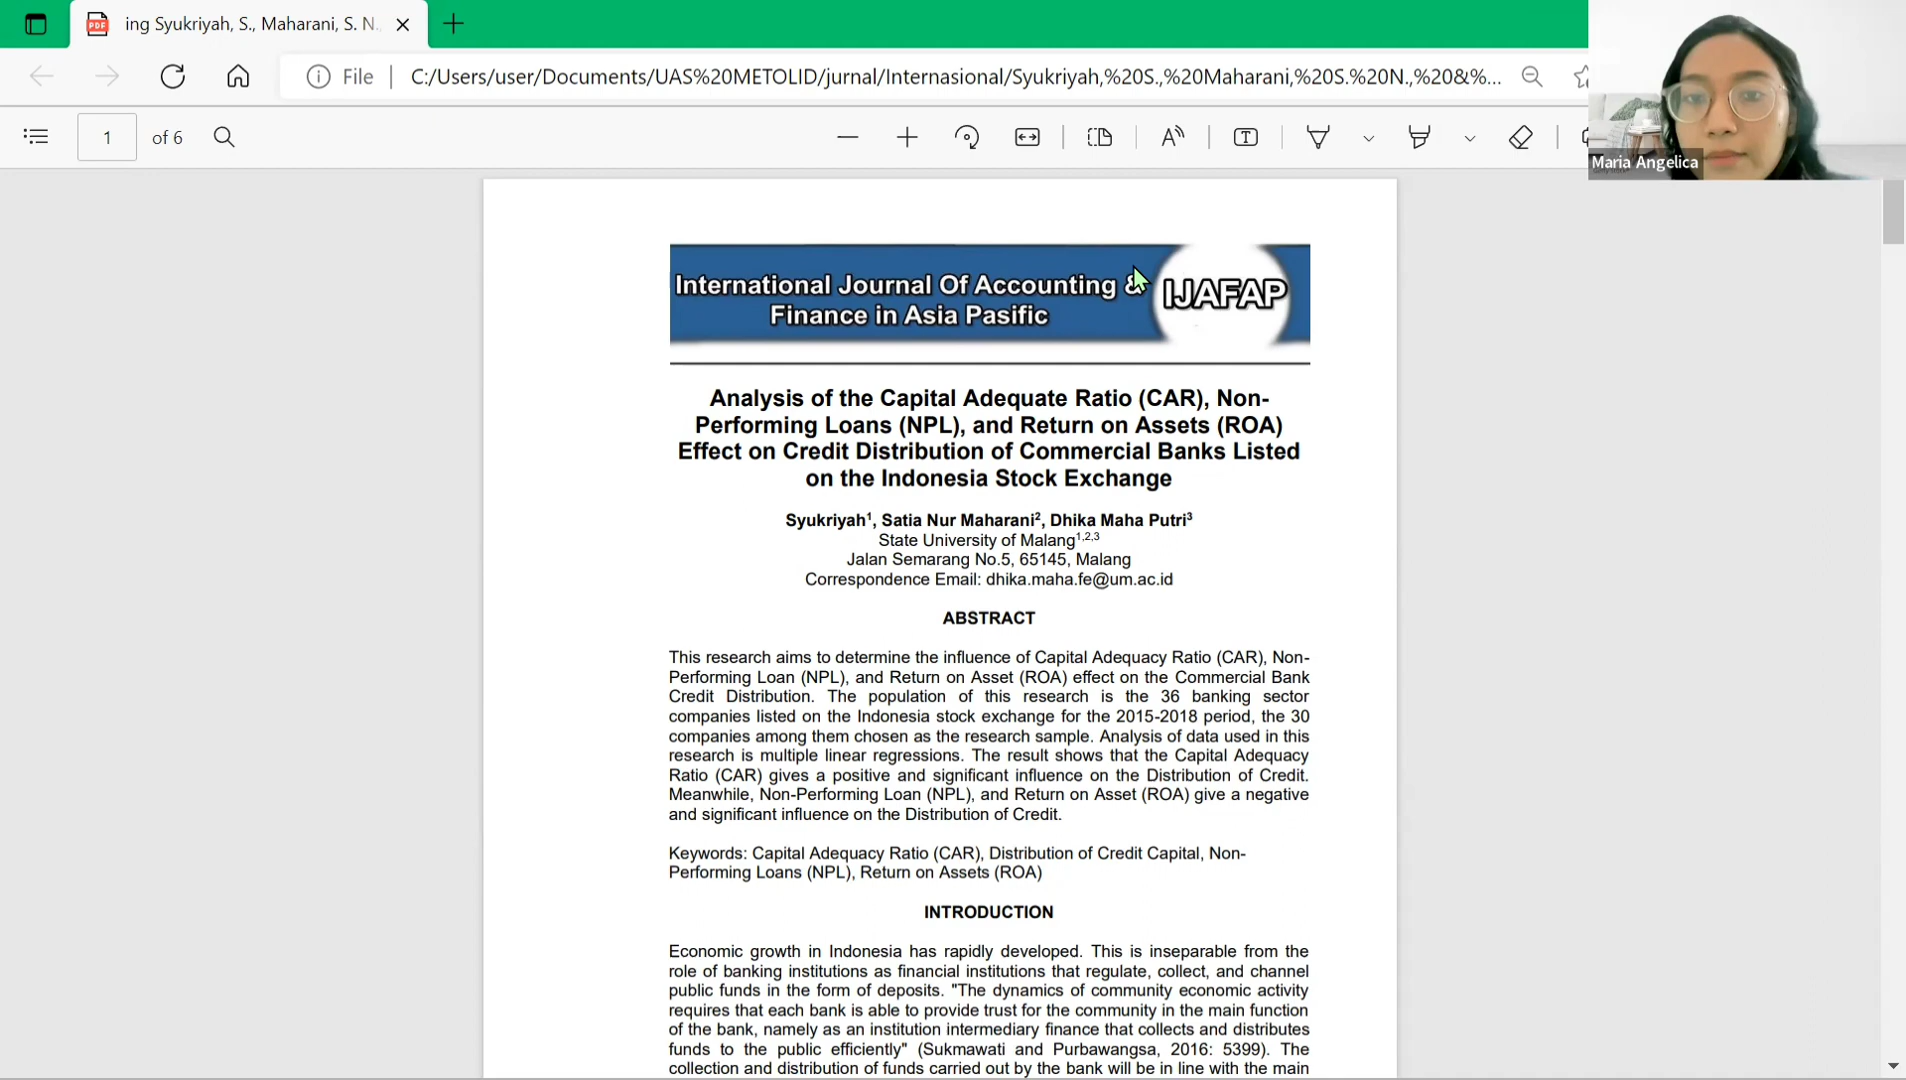 ing Syukriyah, S., Maharani, S. N.
File
C:/Users/user/Documents/UAS%20METOLID/jurnal/Internasional/Syukriyah,%20S.,%20Maharani,%20S.%20N.,%20&%...
1 of 6
Maria Angelica
International Journal Of Accounting &
Finance in Asia Pasific
IJAFAP
Analysis of the Capital Adequate Ratio (CAR), Non-
Performing Loans (NPL), and Return on Assets (ROA)
Effect on Credit Distribution of Commercial Banks Listed
on the Indonesia Stock Exchange
Syukriyah1, Satia Nur Maharani2, Dhika Maha Putri3
State University of Malang1,2,3
Jalan Semarang No.5, 65145, Malang
Correspondence Email: dhika.maha.fe@um.ac.id
ABSTRACT
This research aims to determine the influence of Capital Adequacy Ratio (CAR), Non-
Performing Loan (NPL), and Return on Asset (ROA) effect on the Commercial Bank
Credit Distribution. The population of this research is the 36 banking sector
companies listed on the Indonesia stock exchange for the 2015-2018 period, the 30
companies among them chosen as the research sample. Analysis of data used in this
research is multiple linear regressions. The result shows that the Capital Adequacy
Ratio (CAR) gives a positive and significant influence on the Distribution of Credit.
Meanwhile, Non-Performing Loan (NPL), and Return on Asset (ROA) give a negative
and significant influence on the Distribution of Credit.
Keywords: Capital Adequacy Ratio (CAR), Distribution of Credit Capital, Non-
Performing Loans (NPL), Return on Assets (ROA)
INTRODUCTION
Economic growth in Indonesia has rapidly developed. This is inseparable from the
role of banking institutions as financial institutions that regulate, collect, and channel
public funds in the form of deposits. "The dynamics of community economic activity
requires that each bank is able to provide trust for the community in the main function
of the bank, namely as an institution intermediary finance that collects and distributes
funds to the public efficiently" (Sukmawati and Purbawangsa, 2016: 5399). The
collection and distribution of funds carried out by the bank will be in line with the main